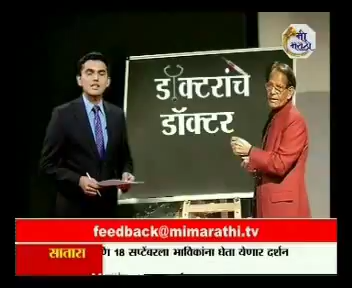 मी
मराठी
डॉक्टरांचे
डॉक्टर
feedback@mimarathi.tv
सातारा
णि 18 सप्टेंबरला भाविकांना घेता येणार दर्शन